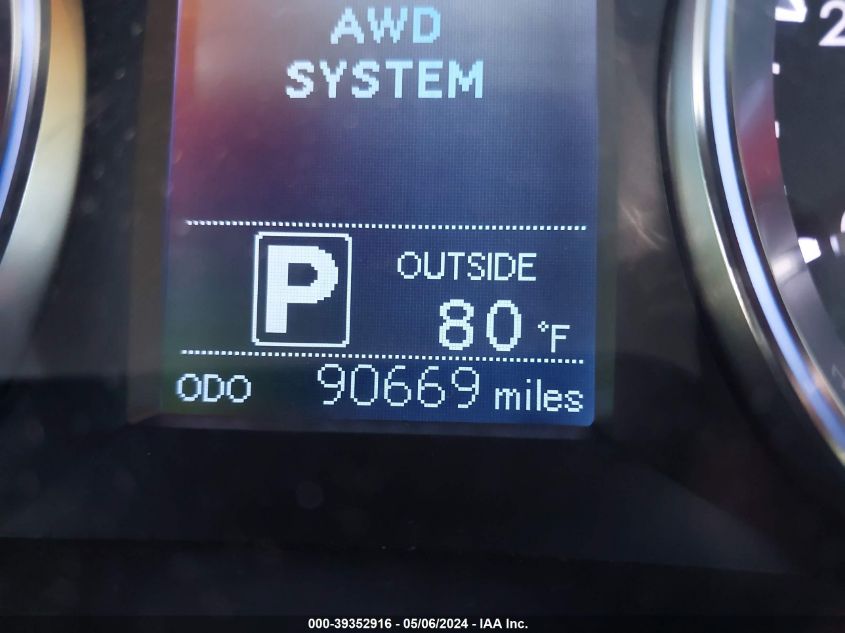 AWD
SYSTEM
P
OUTSIDE
80 °F
ODO 90669 miles
000-39352916 - 05/06/2024 - IAA Inc.